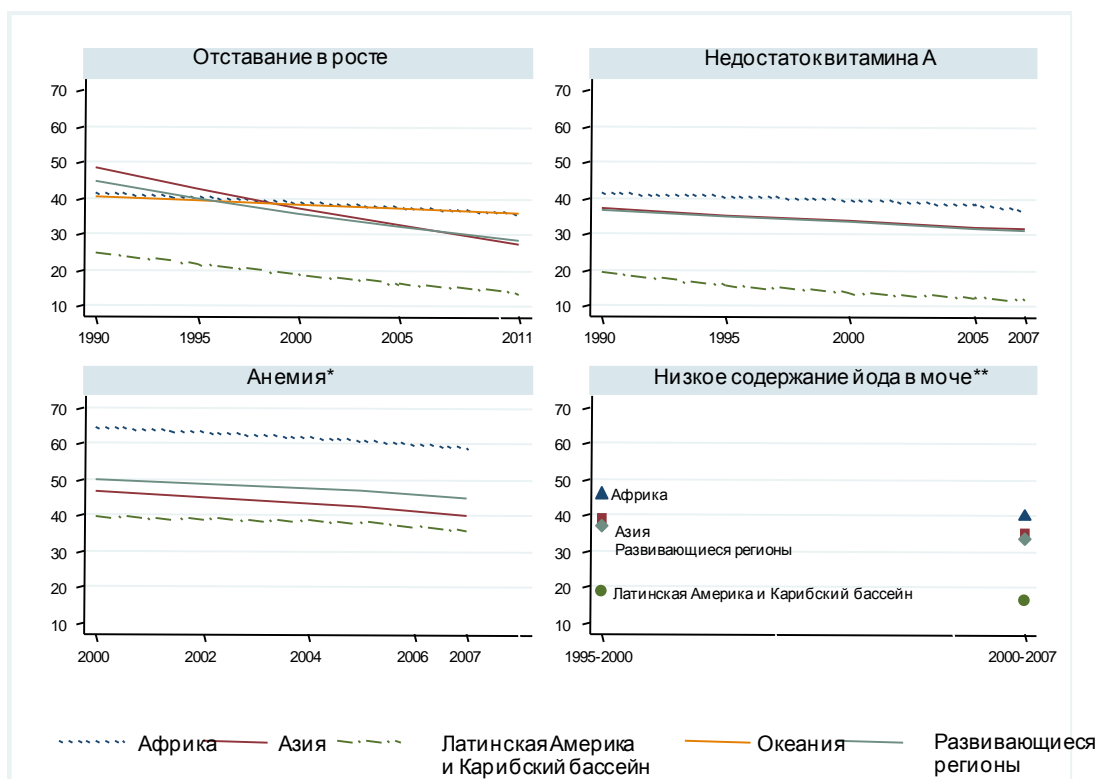 Отставание в росте
70
60
50
40
30
20
10
1990 1995 2000 2005 2011
Недостаток витамина А
70
60
50
40
30
20
10
1990 1995 2000 2005 2007
Анемия*
70
60
50
40
30
20
10
2000 2002 2004 2006 2007
Низкое содержание йода в моче**
70
60
50
40
30
20
10
Африка
Азия
Развивающиеся регионы
Латинская Америка и Карибский бассейн
1995-2000 2000-2007
Африка
Азия
Латинская Америка
и Карибский бассейн
Океания
Развивающиеся
регионы